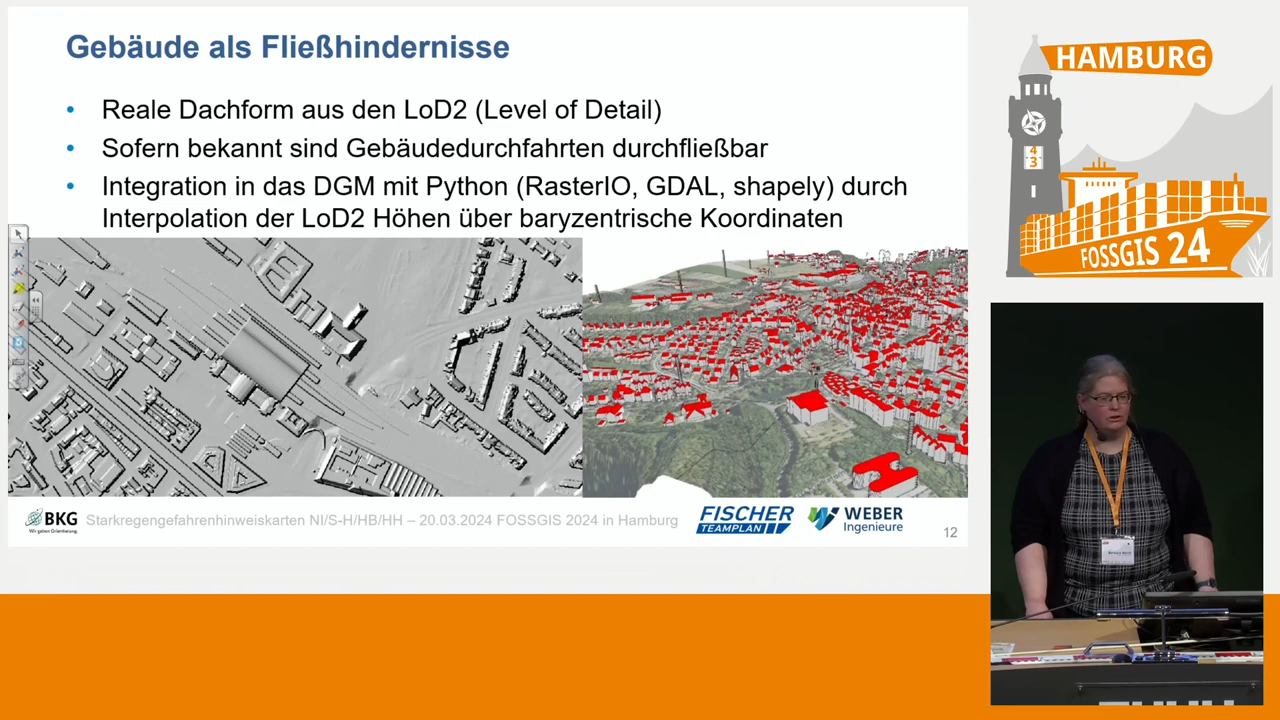 Gebäude als Fließhindernisse
• Reale Dachform aus den LoD2 (Level of Detail)
• Sofern bekannt sind Gebäudedurchfahrten durchfließbar
• Integration in das DGM mit Python (RasterIO, GDAL, shapely) durch
Interpolation der LoD2 Höhen über baryzentrische Koordinaten
BKG
Wir geben Orientierung.
Starkregengefahrenhinweiskarten NI/S-H/HB/HH – 20.03.2024 FOSSGIS 2024 in Hamburg
FISCHER
TEAMPLAN
WEBER
Ingenieure
12
HAMBURG
4
3
FOSSGIS 24